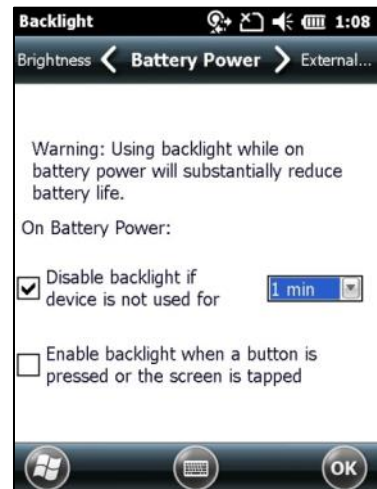 Backlight 1:08
Brightness Battery Power External...
Warning: Using backlight while on
battery power will substantially reduce
battery life.
On Battery Power:
Disable backlight if
device is not used for
1 min
Enable backlight when a button is
pressed or the screen is tapped
OK